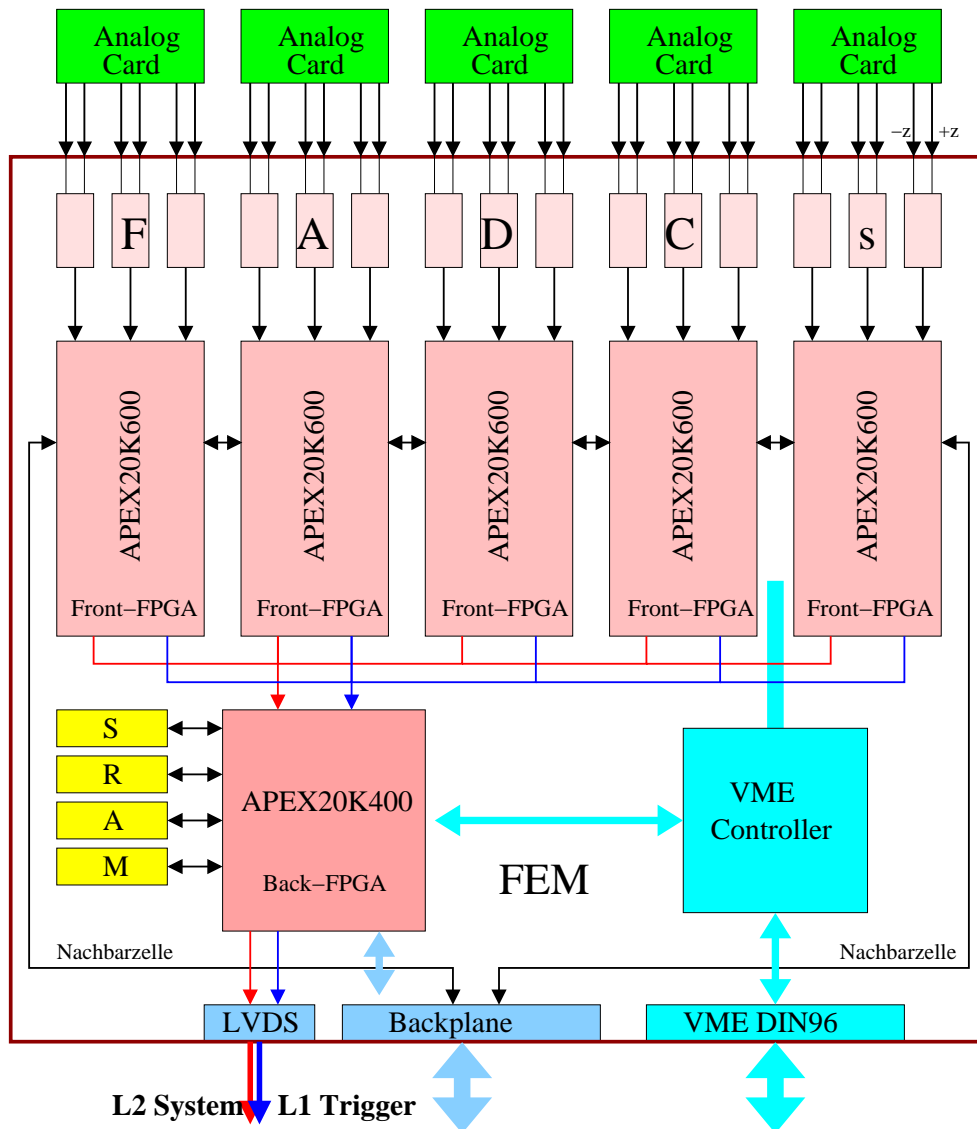 Analog
Card
Analog
Card
Analog
Card
Analog
Card
Analog
Card
−z
+z
F
A
D
C
s
APEX20K600
APEX20K600
APEX20K600
APEX20K600
APEX20K600
Front−FPGA
Front−FPGA
Front−FPGA
Front−FPGA
Front−FPGA
S
R
A
M
APEX20K400
Back−FPGA
VME
Controller
FEM
Nachbarzelle
Nachbarzelle
LVDS
Backplane
VME DIN96
L2 System
L1 Trigger